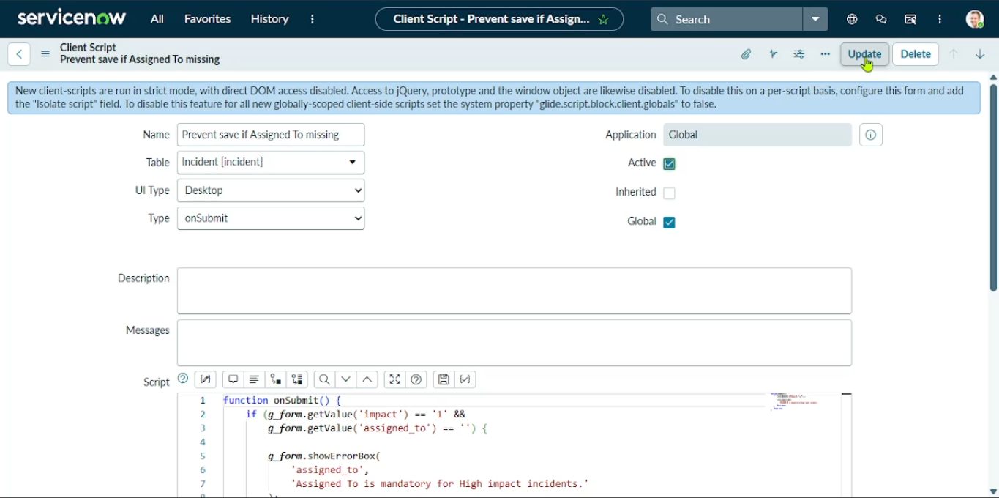 servicenow All Favorites History Client Script - Prevent save if Assign... Search
Client Script
Prevent save if Assigned To missing
Update Delete
New client-scripts are run in strict mode, with direct DOM access disabled. Access to jQuery, prototype and the window object are likewise disabled. To disable this on a per-script basis, configure this form and add
the "Isolate script" field. To disable this feature for all new globally-scoped client-side scripts set the system property "glide.script.block.client.globals" to false.
Name Prevent save if Assigned To missing Application Global
Table Incident [incident] Active
UI Type Desktop Inherited
Type onSubmit Global
Description
Messages
Script
1 function onSubmit() {
2 if (g_form.getValue('impact') == '1' &&
3 g_form.getValue('assigned_to') == '') {
4
5 g_form.showErrorBox(
6 'assigned_to',
7 'Assigned To is mandatory for High impact incidents.'